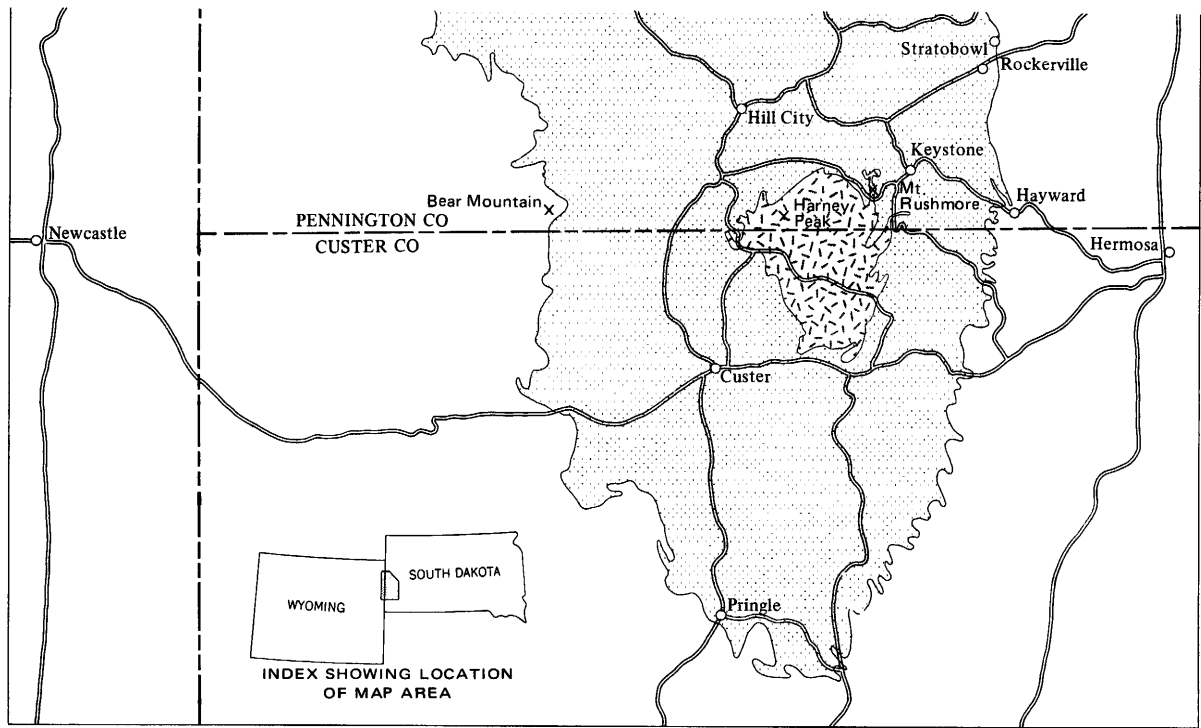 Stratobowl
Rockerville
Hill City
Keystone
Mt.
Rushmore
Harney
Peak
Hayward
Bear Mountain
PENNINGTON CO
CUSTER CO
Newcastle
Hermosa
Custer
Pringle
WYOMING
SOUTH DAKOTA
INDEX SHOWING LOCATION
OF MAP AREA